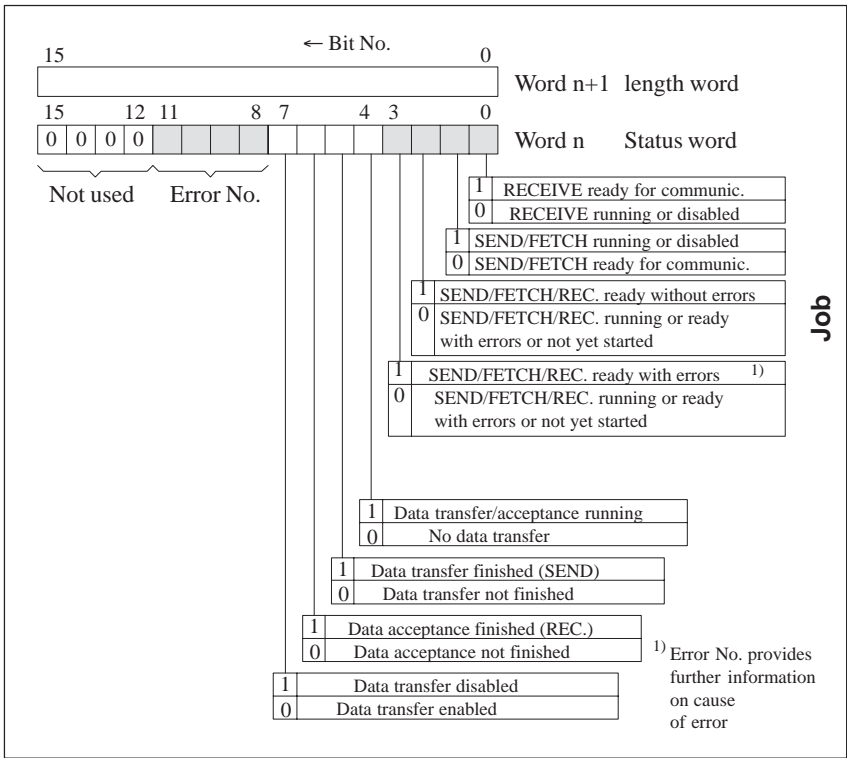 ← Bit No.
15 0
Word n+1 length word
15 12 11 8 7 4 3 0
0 0 0 0 Word n Status word
Not used Error No.
1 RECEIVE ready for communic.
0 RECEIVE running or disabled
1 SEND/FETCH running or disabled
0 SEND/FETCH ready for communic.
1 SEND/FETCH/REC. ready without errors
0 SEND/FETCH/REC. running or ready
with errors or not yet started
1 SEND/FETCH/REC. ready with errors 1)
0 SEND/FETCH/REC. running or ready
with errors or not yet started
Job
1 Data transfer/acceptance running
0 No data transfer
1 Data transfer finished (SEND)
0 Data transfer not finished
1 Data acceptance finished (REC.)
0 Data acceptance not finished
1 Data transfer disabled
0 Data transfer enabled
1) Error No. provides
further information
on cause
of error